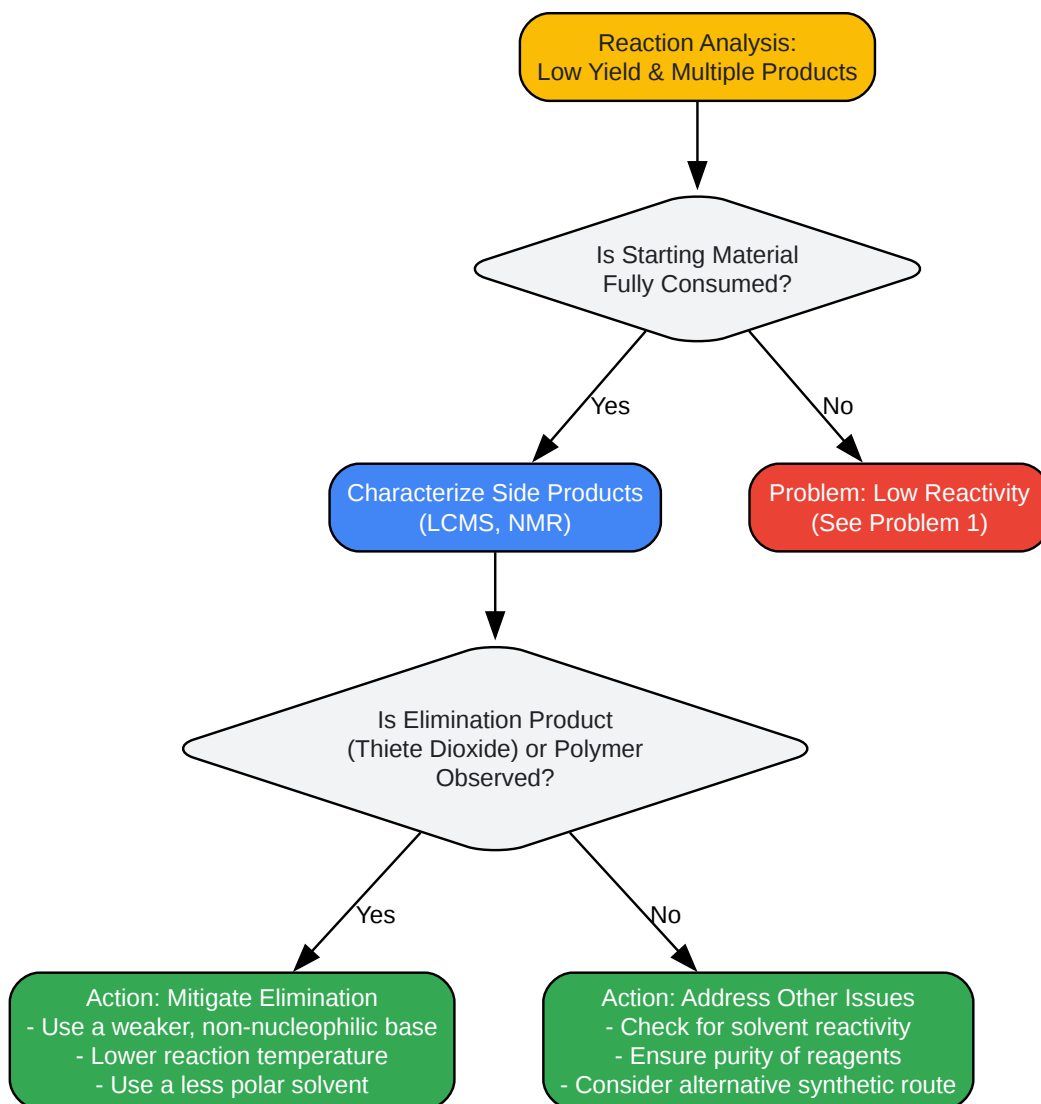 Reaction Analysis:
Low Yield & Multiple Products
Is Starting Material
Fully Consumed?
Yes
No
Characterize Side Products
(LCMS, NMR)
Problem: Low Reactivity
(See Problem 1)
Is Elimination Product
(Thiete Dioxide) or Polymer
Observed?
Yes
No
Action: Mitigate Elimination
- Use a weaker, non-nucleophilic base
- Lower reaction temperature
- Use a less polar solvent
Action: Address Other Issues
- Check for solvent reactivity
- Ensure purity of reagents
- Consider alternative synthetic route